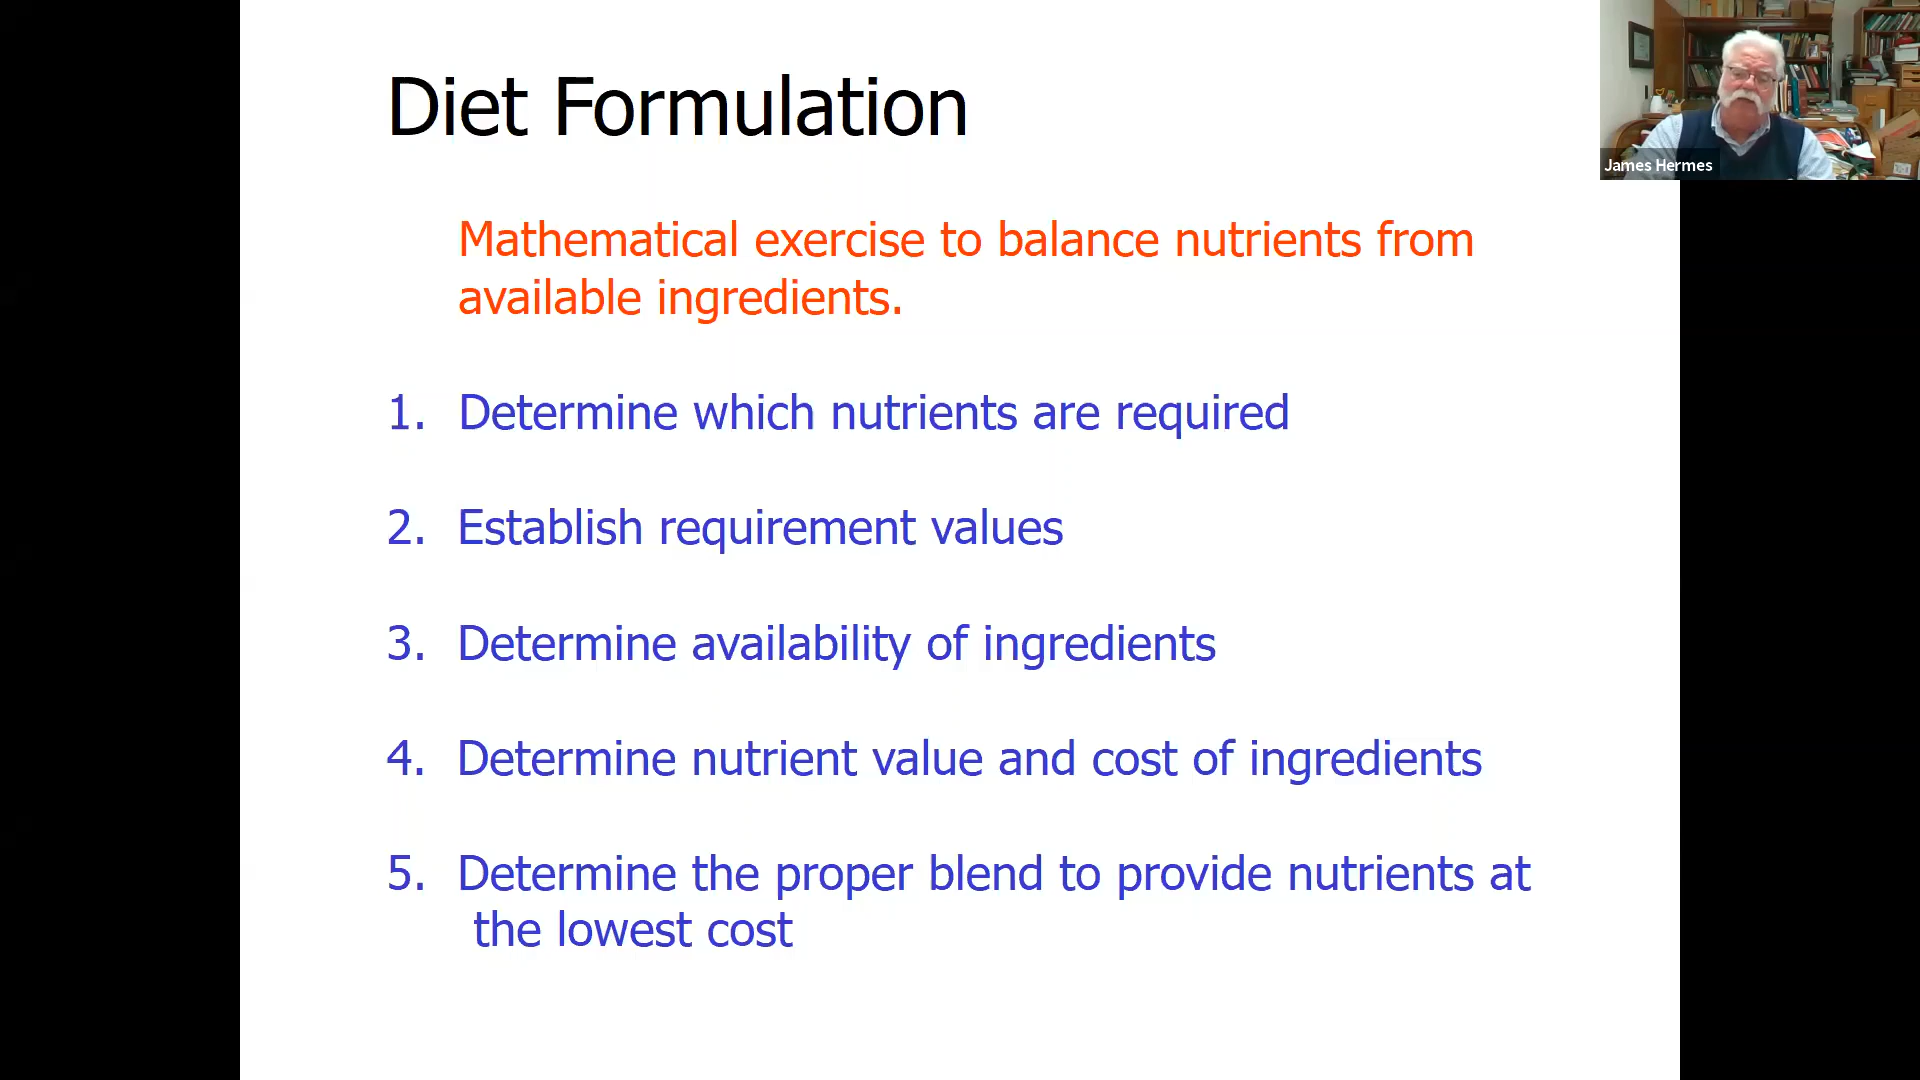 Diet Formulation
James Hermes
Mathematical exercise to balance nutrients from
available ingredients.
1. Determine which nutrients are required
2. Establish requirement values
3. Determine availability of ingredients
4. Determine nutrient value and cost of ingredients
5. Determine the proper blend to provide nutrients at
the lowest cost